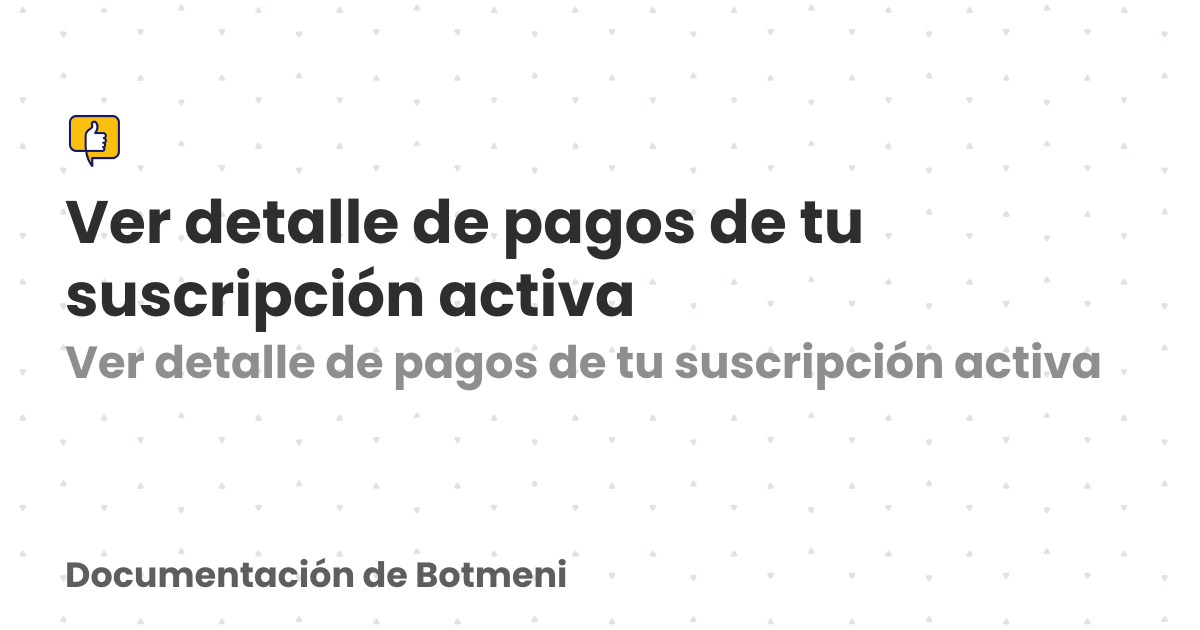 Ver detalle de pagos de tu
suscripción activa
Ver detalle de pagos de tu suscripción activa
Documentación de Botmeni